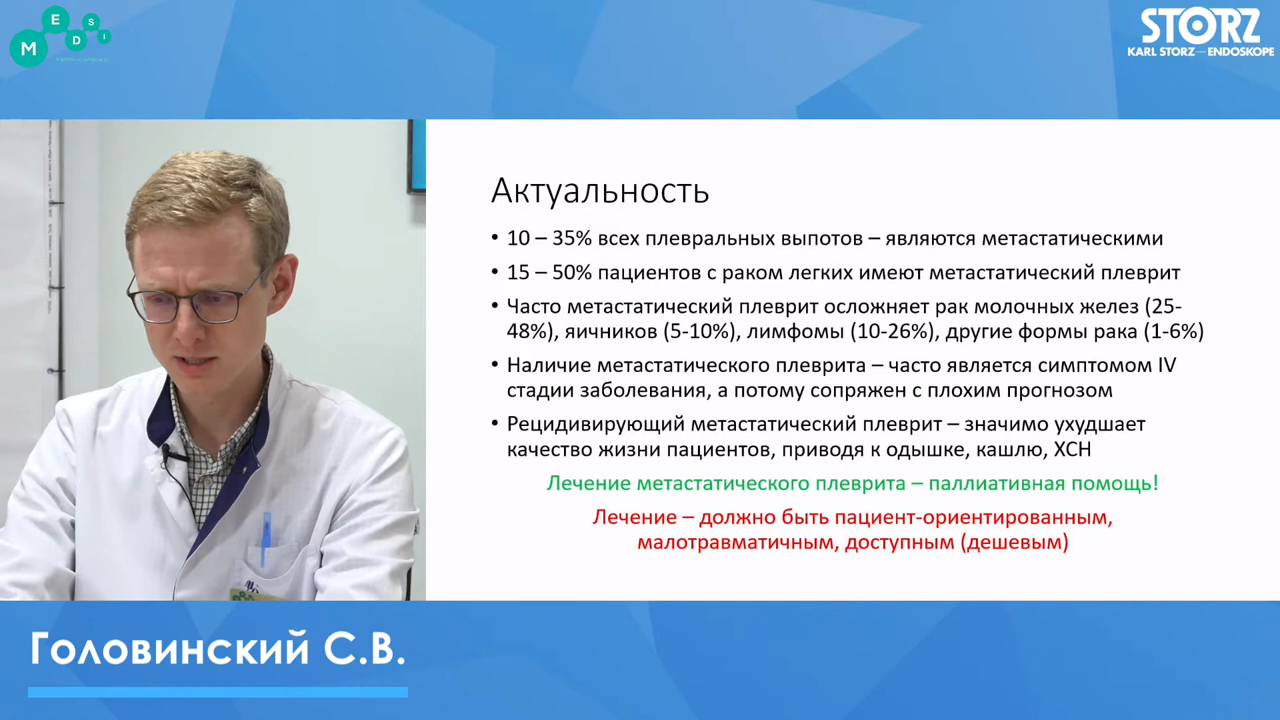 MEDSI
STORZ
KARL STORZ—ENDOSKOPE
Актуальность
• 10 – 35% всех плевральных выпотов – являются метастатическими
• 15 – 50% пациентов с раком легких имеют метастатический плеврит
• Часто метастатический плеврит осложняет рак молочных желез (25-
48%), яичников (5-10%), лимфомы (10-26%), другие формы рака (1-6%)
• Наличие метастатического плеврита – часто является симптомом IV
стадии заболевания, а потому сопряжен с плохим прогнозом
• Рецидивирующий метастатический плеврит – значимо ухудшает
качество жизни пациентов, приводя к одышке, кашлю, ХСН
Лечение метастатического плеврита – паллиативная помощь!
Лечение – должно быть пациент-ориентированным,
малотравматичным, доступным (дешевым)
Головинский С.В.